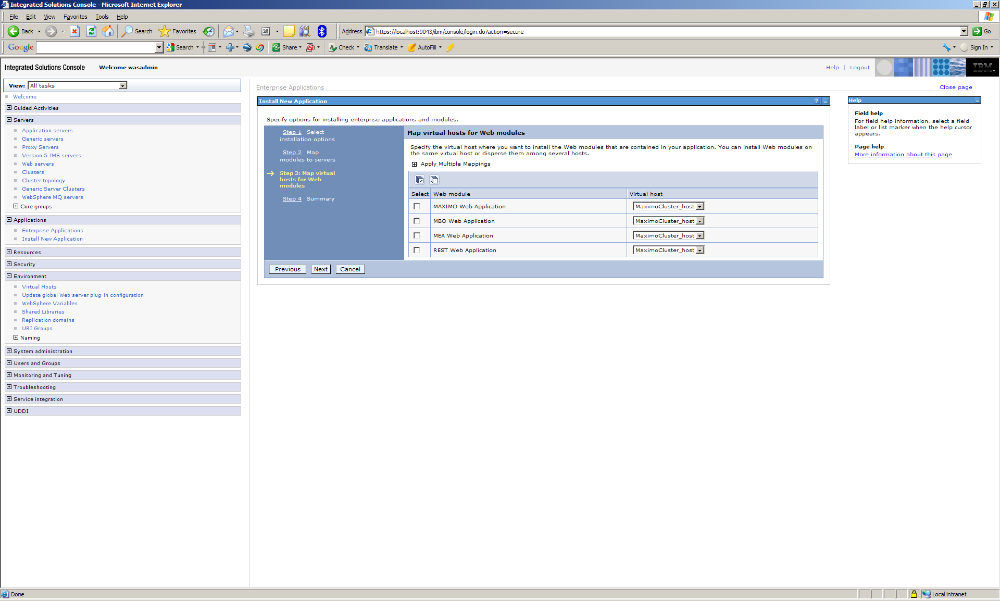 Integrated Solutions Console - Microsoft Internet Explorer
File Edit View Favorites Tools Help
Back Search Favorites Address https://localhost:9043/ibm/console/login.do?action=secure Go
Google Search Share Check Translate AutoFill Sign In
Integrated Solutions Console Welcome wasadmin Help | Logout IBM.
View: All tasks
Welcome
Guided Activities
Servers
Application servers
Generic servers
Proxy Servers
Version 5 JMS servers
Web servers
Clusters
Cluster topology
Generic Server Clusters
WebSphere MQ servers
Core groups
Applications
Enterprise Applications
Install New Application
Resources
Security
Environment
Virtual Hosts
Update global Web server plug-in configuration
WebSphere Variables
Shared Libraries
Replication domains
URI Groups
Naming
System administration
Users and Groups
Monitoring and Tuning
Troubleshooting
Service integration
UDDI
Enterprise Applications Close page
Install New Application ? -
Specify options for installing enterprise applications and modules.
Step 1 Select
installation options
Step 2 Map
modules to servers
Step 3: Map virtual
hosts for Web
modules
Step 4 Summary
Map virtual hosts for Web modules
Specify the virtual host where you want to install the Web modules that are contained in your application. You can install Web modules on
the same virtual host or disperse them among several hosts.
Apply Multiple Mappings
Select Web module Virtual host
MAXIMO Web Application MaximoCluster_host
MBO Web Application MaximoCluster_host
MEA Web Application MaximoCluster_host
REST Web Application MaximoCluster_host
Previous Next Cancel
Help
Field help
For field help information, select a field
label or list marker when the help cursor
appears.
Page help
More information about this page
Done Local intranet